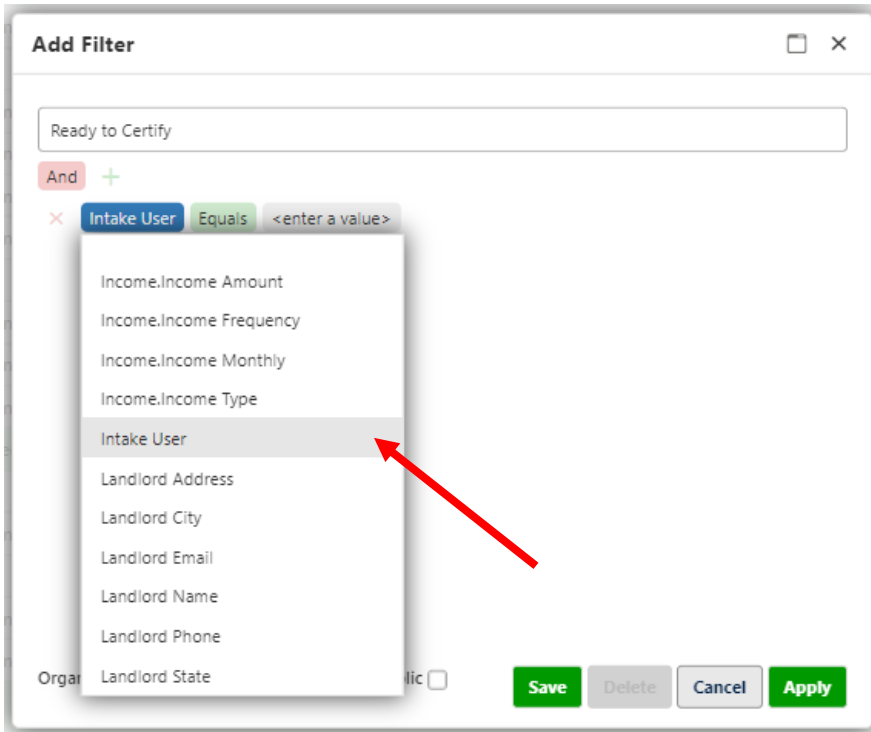 Add Filter
Ready to Certify
And
Intake User Equals <enter a value>
Income.Income Amount
Income.Income Frequency
Income.Income Monthly
Income.Income Type
Intake User
Landlord Address
Landlord City
Landlord Email
Landlord Name
Landlord Phone
Landlord State
Save Delete Cancel Apply